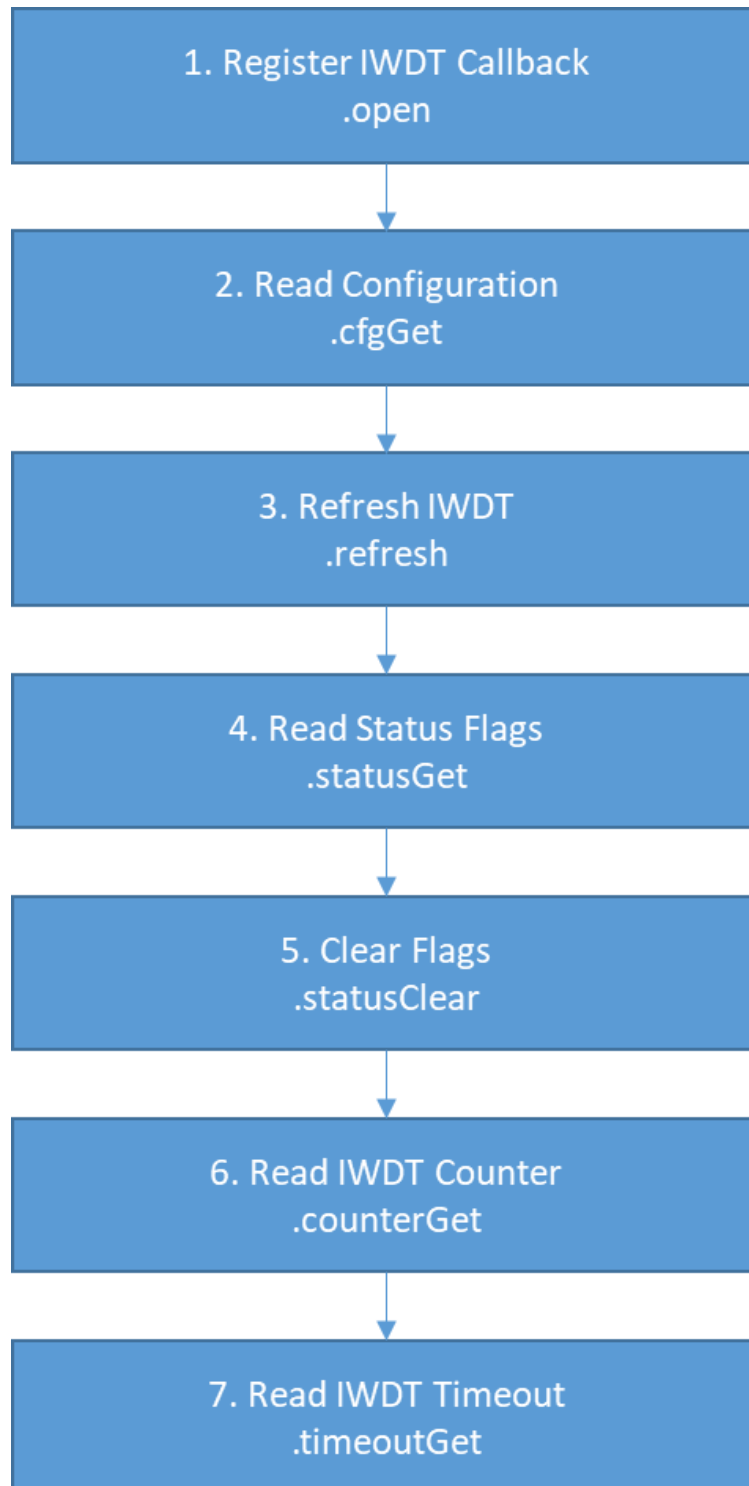 1. Register IWDT Callback
.open
2. Read Configuration
.cfgGet
3. Refresh IWDT
.refresh
4. Read Status Flags
.statusGet
5. Clear Flags
.statusClear
6. Read IWDT Counter
.counterGet
7. Read IWDT Timeout
.timeoutGet